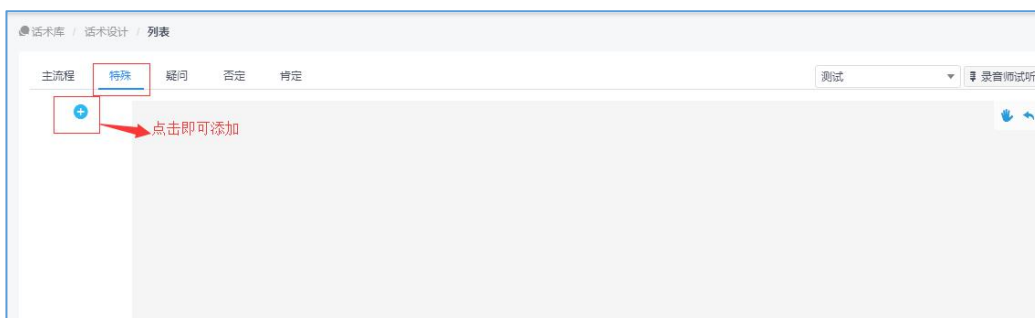 话术库 / 话术设计 / 列表
主流程 特殊 疑问 否定 肯定 测试 录音师试听
点击即可添加